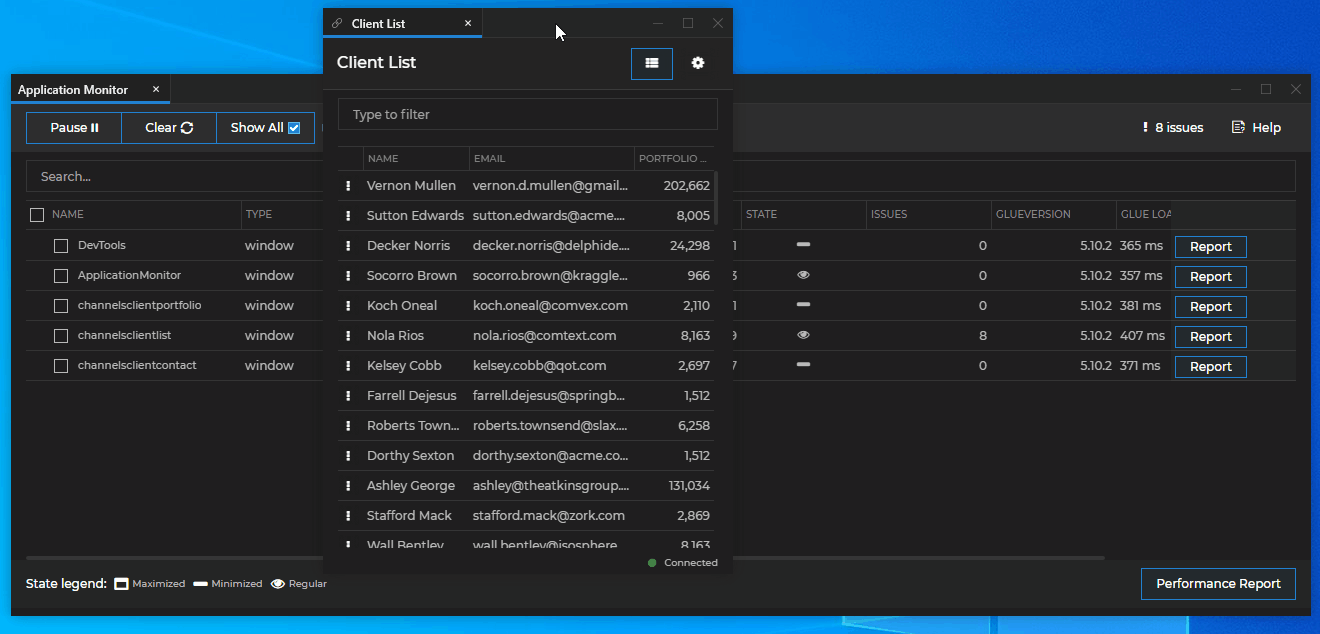 Client List
Client List
Type to filter
NAME EMAIL PORTFOLIO ...
Vernon Mullen vernon.d.mullen@gmail... 202,662
Sutton Edwards sutton.edwards@acme.... 8,005
Decker Norris decker.norris@delphide.... 24,298
Socorro Brown socorro.brown@kraggle... 966
Koch Oneal koch.oneal@comvex.com 2,110
Nola Rios nola.rios@comtext.com 8,163
Kelsey Cobb kelsey.cobb@qot.com 2,697
Farrell Dejesus farrell.dejesus@springb... 1,512
Roberts Town... roberts.townsend@slax.... 6,258
Dorthy Sexton dorthy.sexton@acme.co... 1,512
Ashley George ashley@theatkinsgroup.... 131,034
Stafford Mack stafford.mack@zork.com 2,869
Wall Bentley wall.bentley@isosphere 8,163
Connected
Application Monitor
Pause Clear Show All 8 issues Help
Search...
NAME TYPE STATE ISSUES GLUEVERSION GLUE LOA
DevTools window 1 0 5.10.2 365 ms Report
ApplicationMonitor window 3 0 5.10.2 357 ms Report
channelsclientportfolio window 1 0 5.10.2 381 ms Report
channelsclientlist window 9 8 5.10.2 407 ms Report
channelsclientcontact window 7 0 5.10.2 371 ms Report
State legend: Maximized Minimized Regular
Performance Report